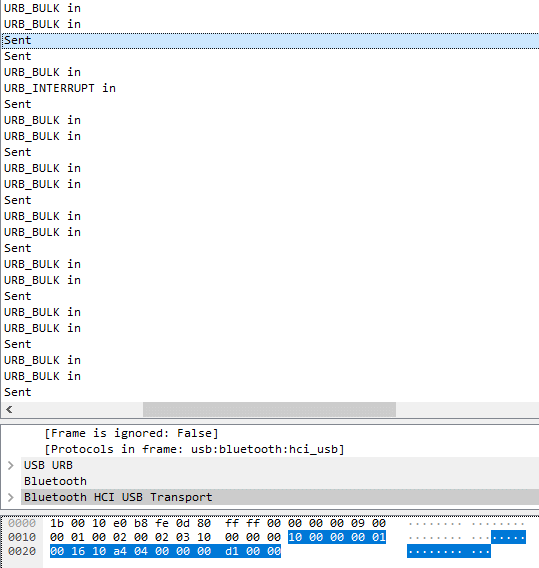 URB_BULK in
URB_BULK in
Sent
Sent
URB_BULK in
URB_INTERRUPT in
Sent
URB_BULK in
URB_BULK in
Sent
URB_BULK in
URB_BULK in
Sent
URB_BULK in
URB_BULK in
Sent
URB_BULK in
URB_BULK in
Sent
URB_BULK in
URB_BULK in
Sent
URB_BULK in
URB_BULK in
Sent
[Frame is ignored: False]
[Protocols in frame: usb:bluetooth:hci_usb]
USB URB
Bluetooth
Bluetooth HCI USB Transport
0000 1b 00 10 e0 b8 fe 0d 80 ff ff 00 00 00 00 09 00 ........ ........
0010 00 01 00 02 00 02 03 10 00 00 00 10 00 00 00 01 ........ ........
0020 00 16 10 a4 04 00 00 00 d1 00 00 ........ ...